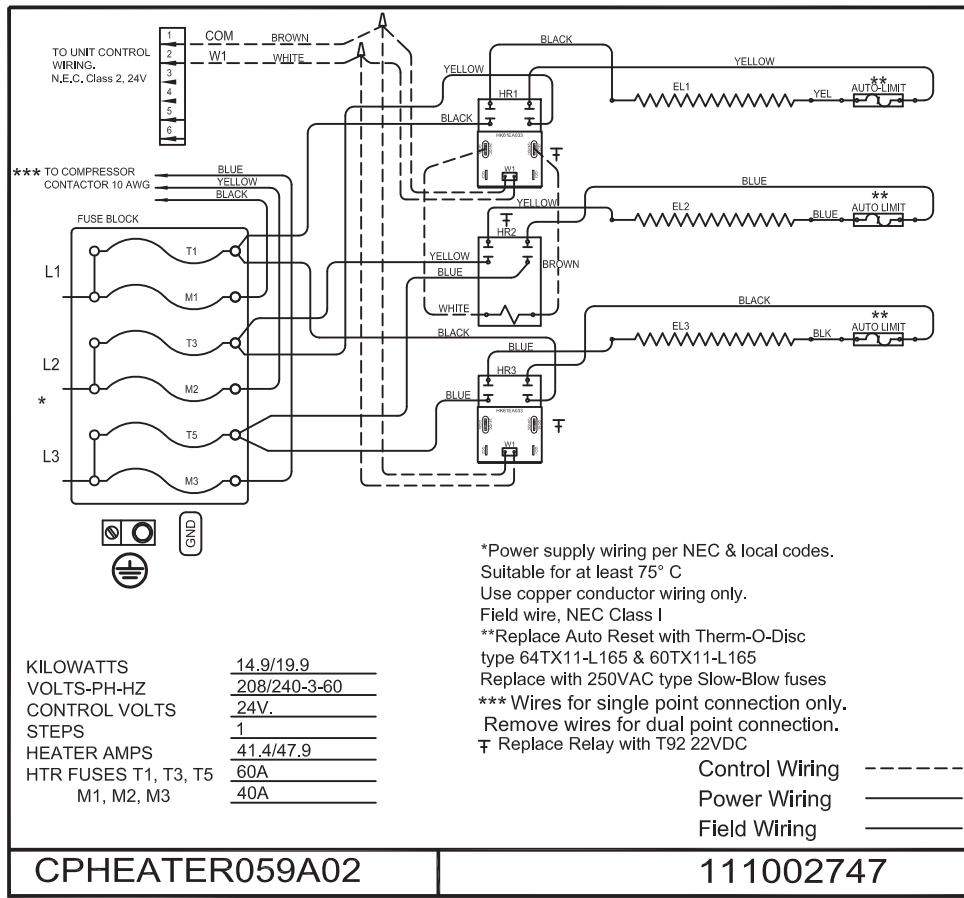 1
2
3
4
5
6
COM
W1
BROWN
WHITE
TO UNIT CONTROL
WIRING.
N.E.C. Class 2, 24V
*** TO COMPRESSOR
CONTACTOR 10 AWG
BLUE
YELLOW
BLACK
FUSE BLOCK
L1
T1
M1
L2
T3
M2
*
L3
T5
M3
GND
BLACK
YELLOW
YELLOW
BLACK
HR1
HK61EA003
W1
Ŧ
EL1
YEL
**
AUTO-LIMIT
BLUE
YELLOW
Ŧ
HR2
YELLOW
BLUE
BROWN
WHITE
EL2
BLUE
**
AUTO LIMIT
BLACK
BLACK
BLUE
HR3
BLUE
HK61EA003
W1
Ŧ
EL3
BLK
**
AUTO LIMIT
*Power supply wiring per NEC & local codes.
Suitable for at least 75° C
Use copper conductor wiring only.
Field wire, NEC Class I
**Replace Auto Reset with Therm-O-Disc
type 64TX11-L165 & 60TX11-L165
Replace with 250VAC type Slow-Blow fuses
*** Wires for single point connection only.
Remove wires for dual point connection.
Ŧ Replace Relay with T92 22VDC
KILOWATTS 14.9/19.9
VOLTS-PH-HZ 208/240-3-60
CONTROL VOLTS 24V.
STEPS 1
HEATER AMPS 41.4/47.9
HTR FUSES T1, T3, T5 60A
M1, M2, M3 40A
Control Wiring
Power Wiring
Field Wiring
CPHEATER059A02
111002747